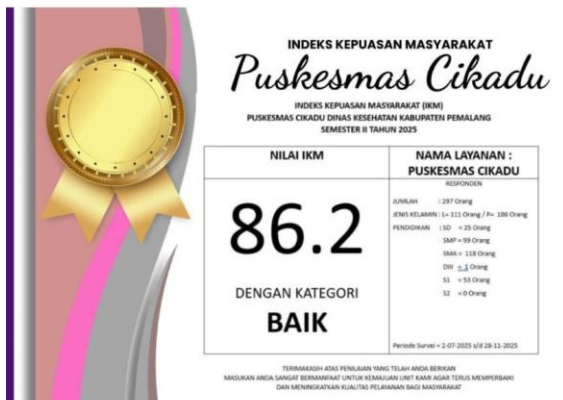 INDEKS KEPUASAN MASYARAKAT
Puskesmas Cikadu
INDEKS KEPUASAN MASYARAKAT (IKM)
PUSKESMAS CIKADU DINAS KESEHATAN KABUPATEN PEMALANG
SEMESTER II TAHUN 2025
NILAI IKM
86.2
DENGAN KATEGORI
BAIK
NAMA LAYANAN :
PUSKESMAS CIKADU
RESPONDEN
JUMLAH : 297 Orang
JENIS KELAMIN : L= 111 Orang / P= 186 Orang
PENDIDIKAN : SD = 25 Orang
SMP = 99 Orang
SMA = 118 Orang
DIII = 1 Orang
S1 = 53 Orang
S2 = 0 Orang
Periode Survei = 2-07-2025 s/d 28-11-2025
TERIMAKASIH ATAS PENILAIAN YANG TELAH ANDA BERIKAN
MASUKAN ANDA SANGAT BERMANFAAT UNTUK KEMAJUAN UNIT KAMI AGAR TERUS MEMPERBAIKI
DAN MENINGKATKAN KUALITAS PELAYANAN BAGI MASYARAKAT